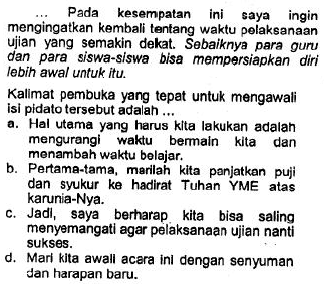 ... Pada kesempatan ini saya ingin
mengingatkan kembali tentang waktu pelaksanaan
ujian yang semakin dekat. Sebaiknya para guru
dan para siswa-siswa bisa mempersiapkan diri
lebih awal untuk itu.
Kalimat pembuka yang tepat untuk mengawali
isi pidato tersebut adalah ...
a. Hal utama yang harus kita lakukan adalah
mengurangi waktu bermain kita dan
menambah waktu belajar.
b. Pertama-tama, marilah kita panjatkan puji
dan syukur ke hadirat Tuhan YME atas
karunia-Nya.
c. Jadi, saya berharap kita bisa saling
menyemangati agar pelaksanaan ujian nanti
sukses.
d. Mari kita awali acara ini dengan senyuman
dan harapan baru.